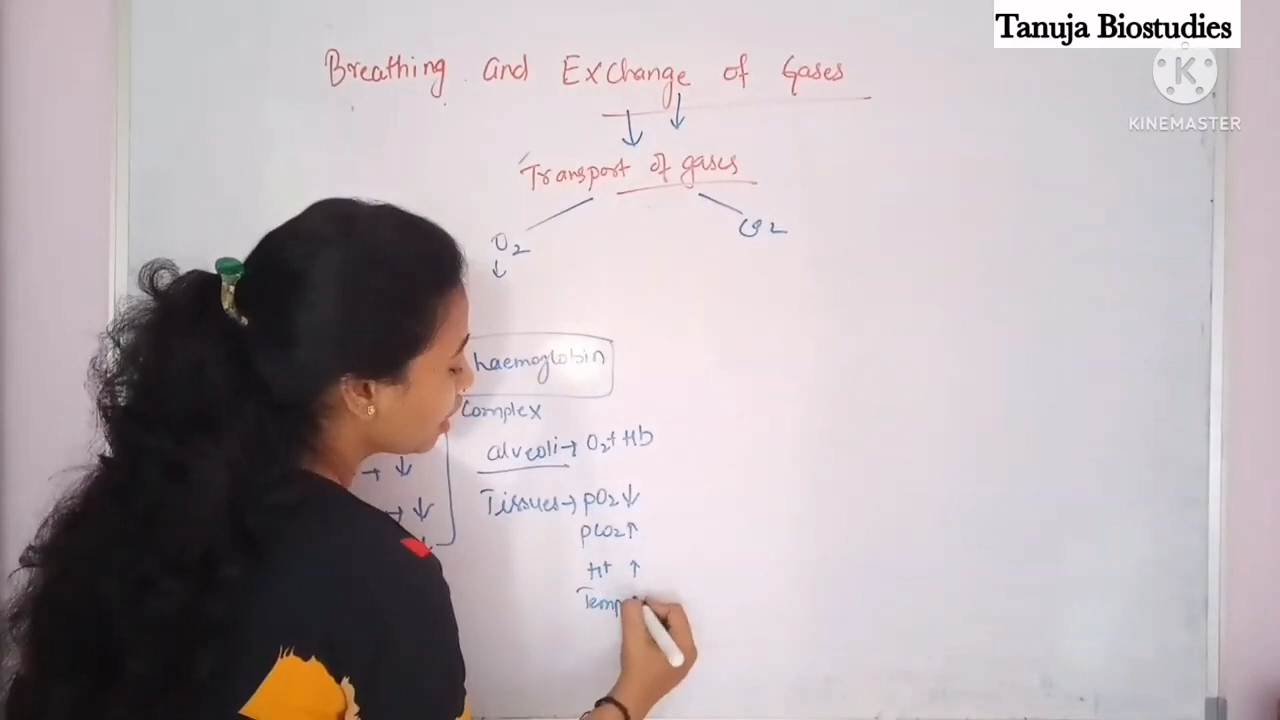 Tanuja Biostudies
KINEMASTER
Breathing and Exchange of Gases
↓ ↓
Transport of gases
O2 CO2
↓
haemoglobin
Complex
alveoli → O2+ Hb
→ ↓
Tissues → pO2 ↓
→ ↓
pCO2 ↑
H+ ↑
Temp